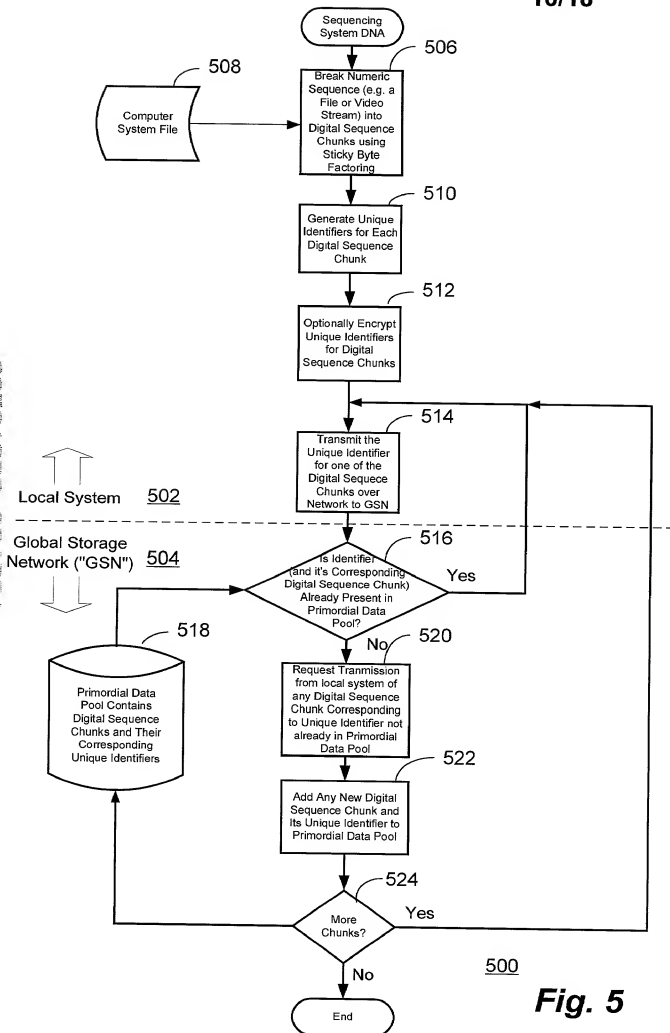 Sequencing
System DNA
506
508
Break Numeric
Sequence (e.g. a
File or Video
Stream) into
Digital Sequence
Chunks using
Sticky Byte
Factoring
Computer
System File
510
Generate Unique
Identifiers for Each
Digital Sequence
Chunk
512
Optionally Encrypt
Unique Identifiers
for Digital
Sequence Chunks
514
Transmit the
Unique Identifier
for one of the
Digital Sequece
Chunks over
Network to GSN
Local System 502
Global Storage
Network ("GSN") 504
516
Is Identifier
(and it's Corresponding
Digital Sequence Chunk)
Already Present in
Primordial Data
Pool?
Yes
No
518
Primordial Data
Pool Contains
Digital Sequence
Chunks and Their
Corresponding
Unique Identifiers
520
Request Tranmission
from local system of
any Digital Sequence
Chunk Corresponding
to Unique Identifier not
already in Primordial
Data Pool
522
Add Any New Digital
Sequence Chunk and
Its Unique Identifier to
Primordial Data Pool
524
More
Chunks?
Yes
No
500
End
Fig. 5